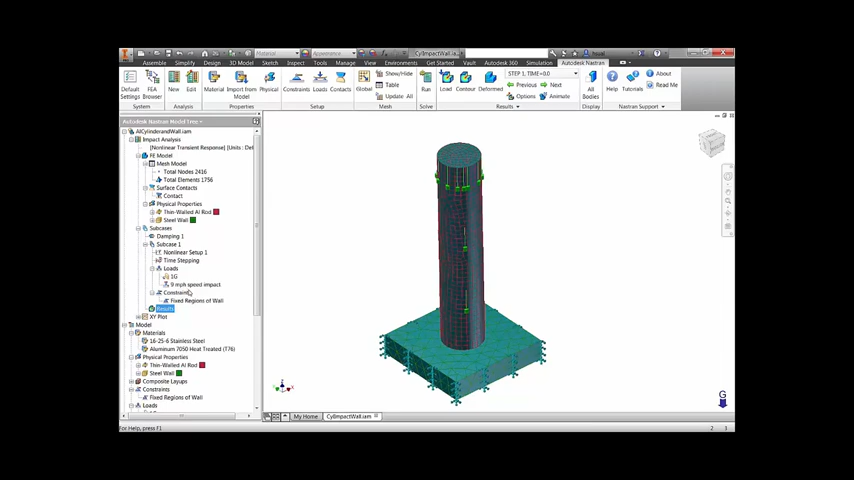 CylImpactWall.ia...
Assemble Simplify Design 3D Model Sketch Inspect Tools Manage View Environments Get Started Vault Autodesk 360 Simulation Autodesk Nastran
Default Settings
FEA Browser
New
Edit
Material
Import from Model
Physical
Constraints
Loads
Contacts
Global
Show/Hide
Table
Update All
Run
Load
Contour
Deformed
STEP 1, TIME=0.0
Previous
Next
Options
Animate
All Bodies
Help
Tutorials
About
Read Me
System Analysis Properties Setup Mesh Solve Results Display Nastran Support
Autodesk Nastran Model Tree
AlCylinderandWall.iam
Impact Analysis
[Nonlinear Transient Response] (Units : Def
FE Model
Mesh Model
Total Nodes 2416
Total Elements 1756
Surface Contacts
Contact
Physical Properties
Thin-Walled Al Rod
Steel Wall
Subcases
Damping 1
Subcase 1
Nonlinear Setup 1
Time Stepping
Loads
1G
9 mph speed impact
Constraints
Fixed Regions of Wall
Results
XY Plot
Model
Materials
16-25-6 Stainless Steel
Aluminum 7050 Heat Treated (T76)
Physical Properties
Thin-Walled Al Rod
Steel Wall
Composite Layups
Constraints
Fixed Regions of Wall
Loads
G
My Home
CylImpactWall.iam
For Help, press F1
2 3